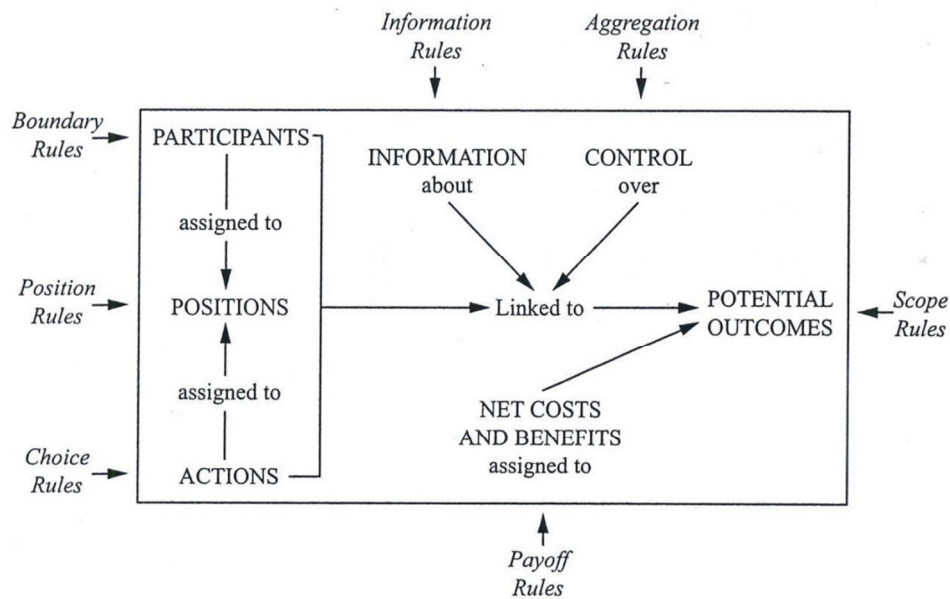 Information
Rules
Aggregation
Rules
Boundary
Rules
PARTICIPANTS
INFORMATION
about
CONTROL
over
assigned to
Position
Rules
POSITIONS
Linked to
POTENTIAL
OUTCOMES
Scope
Rules
assigned to
NET COSTS
AND BENEFITS
assigned to
Choice
Rules
ACTIONS
Payoff
Rules